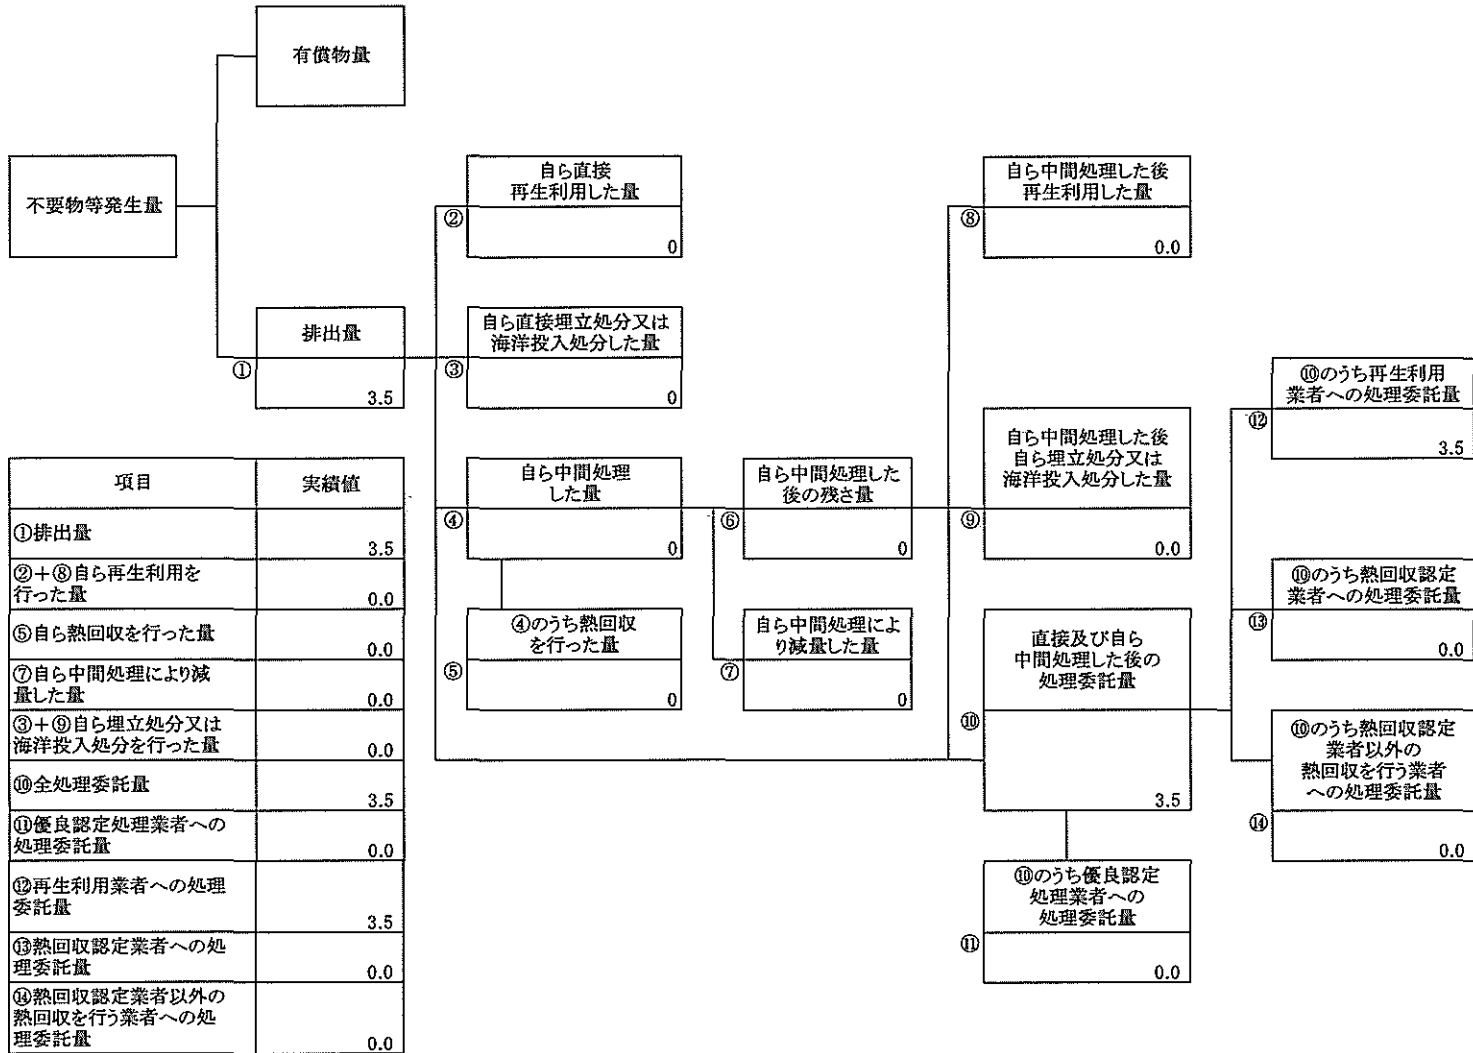 有償物量
不要物等発生量
自ら直接
再生利用した量
②
0
自ら中間処理した後
再生利用した量
⑧
0.0
排出量
①
3.5
自ら直接埋立処分又は
海洋投入処分した量
③
0
⑩のうち再生利用
業者への処理委託量
⑫
3.5
自ら中間処理
した量
④
0
自ら中間処理した
後の残さ量
⑥
0
自ら中間処理した後
自ら埋立処分又は
海洋投入処分した量
⑨
0.0
⑩のうち熱回収認定
業者への処理委託量
⑬
0.0
④のうち熱回収
を行った量
⑤
0
自ら中間処理によ
り減量した量
⑦
0
直接及び自ら
中間処理した後の
処理委託量
⑩
3.5
⑩のうち熱回収認定
業者以外の
熱回収を行う業者
への処理委託量
⑭
0.0
⑩のうち優良認定
処理業者への
処理委託量
⑪
0.0
項目 実績値
①排出量
3.5
②+⑧自ら再生利用を
行った量
0.0
⑤自ら熱回収を行った量
0.0
⑦自ら中間処理により減
量した量
0.0
③+⑨自ら埋立処分又は
海洋投入処分を行った量
0.0
⑩全処理委託量
3.5
⑪優良認定処理業者への
処理委託量
0.0
⑫再生利用業者への処理
委託量
3.5
⑬熱回収認定業者への処
理委託量
0.0
⑭熱回収認定業者以外の
熱回収を行う業者への処
理委託量
0.0